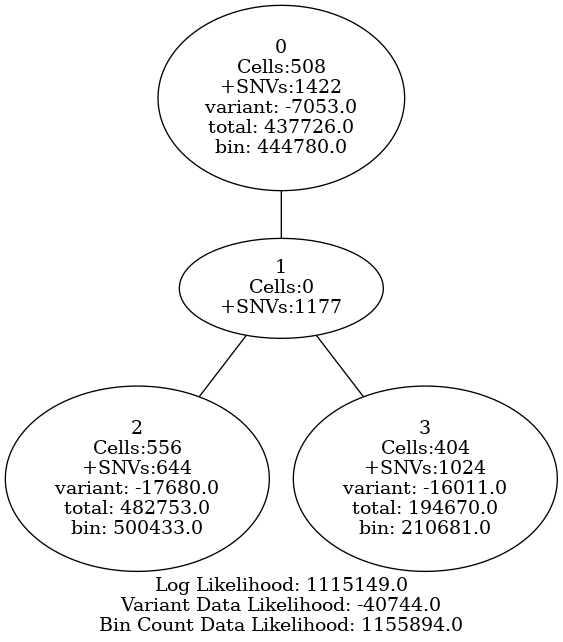 0
Cells:508
+SNVs:1422
variant: -7053.0
total: 437726.0
bin: 444780.0
1
Cells:0
+SNVs:1177
2
Cells:556
+SNVs:644
variant: -17680.0
total: 482753.0
bin: 500433.0
3
Cells:404
+SNVs:1024
variant: -16011.0
total: 194670.0
bin: 210681.0
Log Likelihood: 1115149.0
Variant Data Likelihood: -40744.0
Bin Count Data Likelihood: 1155894.0